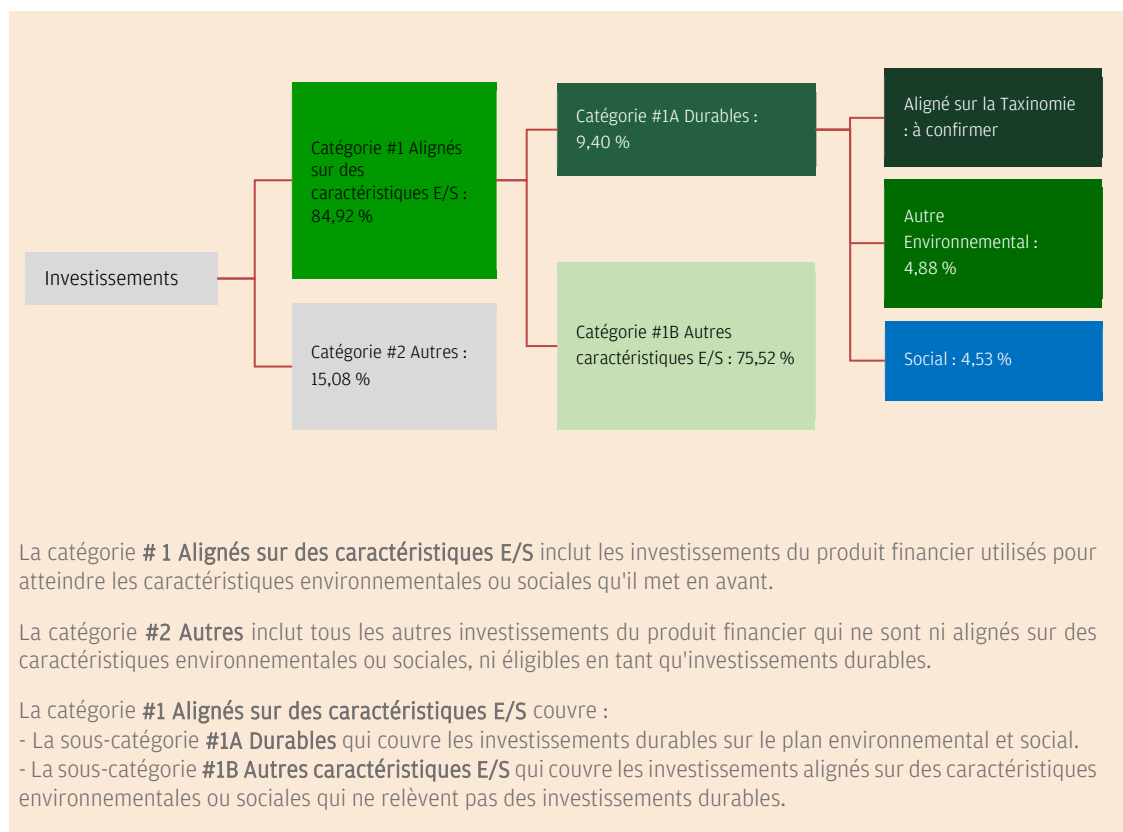 Investissements
Catégorie #1 Alignés
sur des
caractéristiques E/S :
84,92 %
Catégorie #2 Autres :
15,08 %
Catégorie #1A Durables :
9,40 %
Catégorie #1B Autres
caractéristiques E/S : 75,52 %
Aligné sur la Taxinomie
: à confirmer
Autre
Environnemental :
4,88 %
Social : 4,53 %
La catégorie # 1 Alignés sur des caractéristiques E/S inclut les investissements du produit financier utilisés pour
atteindre les caractéristiques environnementales ou sociales qu'il met en avant.
La catégorie #2 Autres inclut tous les autres investissements du produit financier qui ne sont ni alignés sur des
caractéristiques environnementales ou sociales, ni éligibles en tant qu'investissements durables.
La catégorie #1 Alignés sur des caractéristiques E/S couvre :
- La sous-catégorie #1A Durables qui couvre les investissements durables sur le plan environnemental et social.
- La sous-catégorie #1B Autres caractéristiques E/S qui couvre les investissements alignés sur des caractéristiques
environnementales ou sociales qui ne relèvent pas des investissements durables.